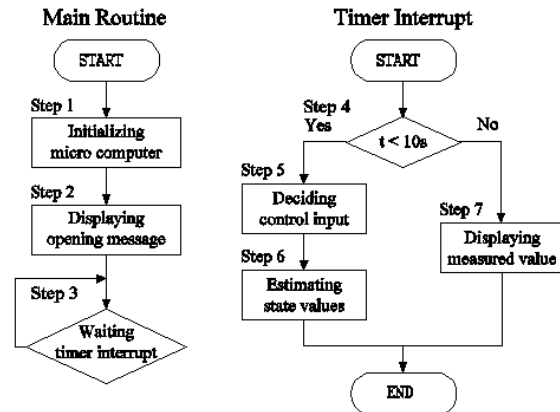 Main Routine
START
Step 1
Initializing
micro computer
Step 2
Displaying
opening message
Step 3
Waiting
timer interrupt
Timer Interrupt
START
Step 4
Yes
t < 10s
No
Step 5
Deciding
control input
Step 6
Estimating
state values
Step 7
Displaying
measured value
END